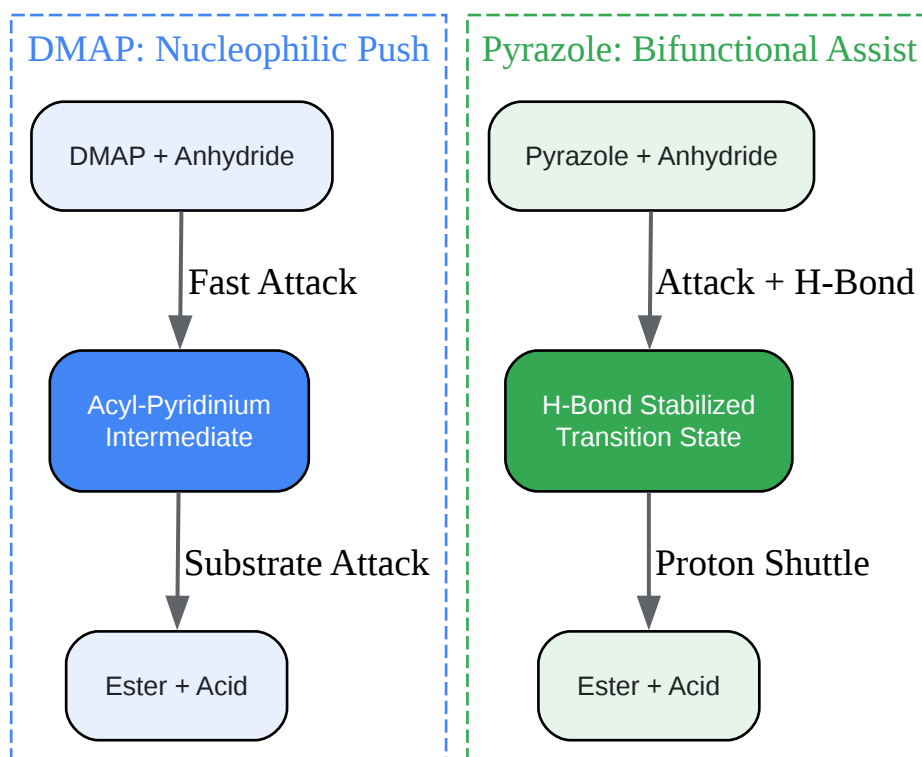 DMAP: Nucleophilic Push
DMAP + Anhydride
Fast Attack
Acyl-Pyridinium
Intermediate
Substrate Attack
Ester + Acid
Pyrazole: Bifunctional Assist
Pyrazole + Anhydride
Attack + H-Bond
H-Bond Stabilized
Transition State
Proton Shuttle
Ester + Acid